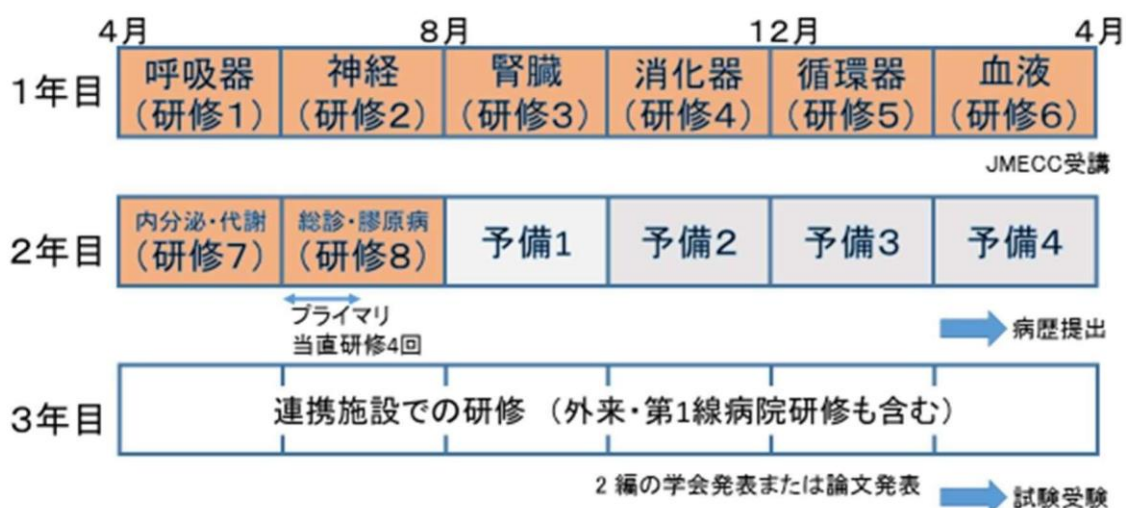 4月 8月 12月 4月
1年目 呼吸器 神経 腎臓 消化器 循環器 血液
(研修1) (研修2) (研修3) (研修4) (研修5) (研修6)
JMECC受講
2年目 内分泌・代謝 総診・膠原病 予備1 予備2 予備3 予備4
(研修7) (研修8)
プライマリ
当直研修4回
病歴提出
3年目 連携施設での研修 (外来・第1線病院研修も含む)
2 編の学会発表または論文発表 試験受験